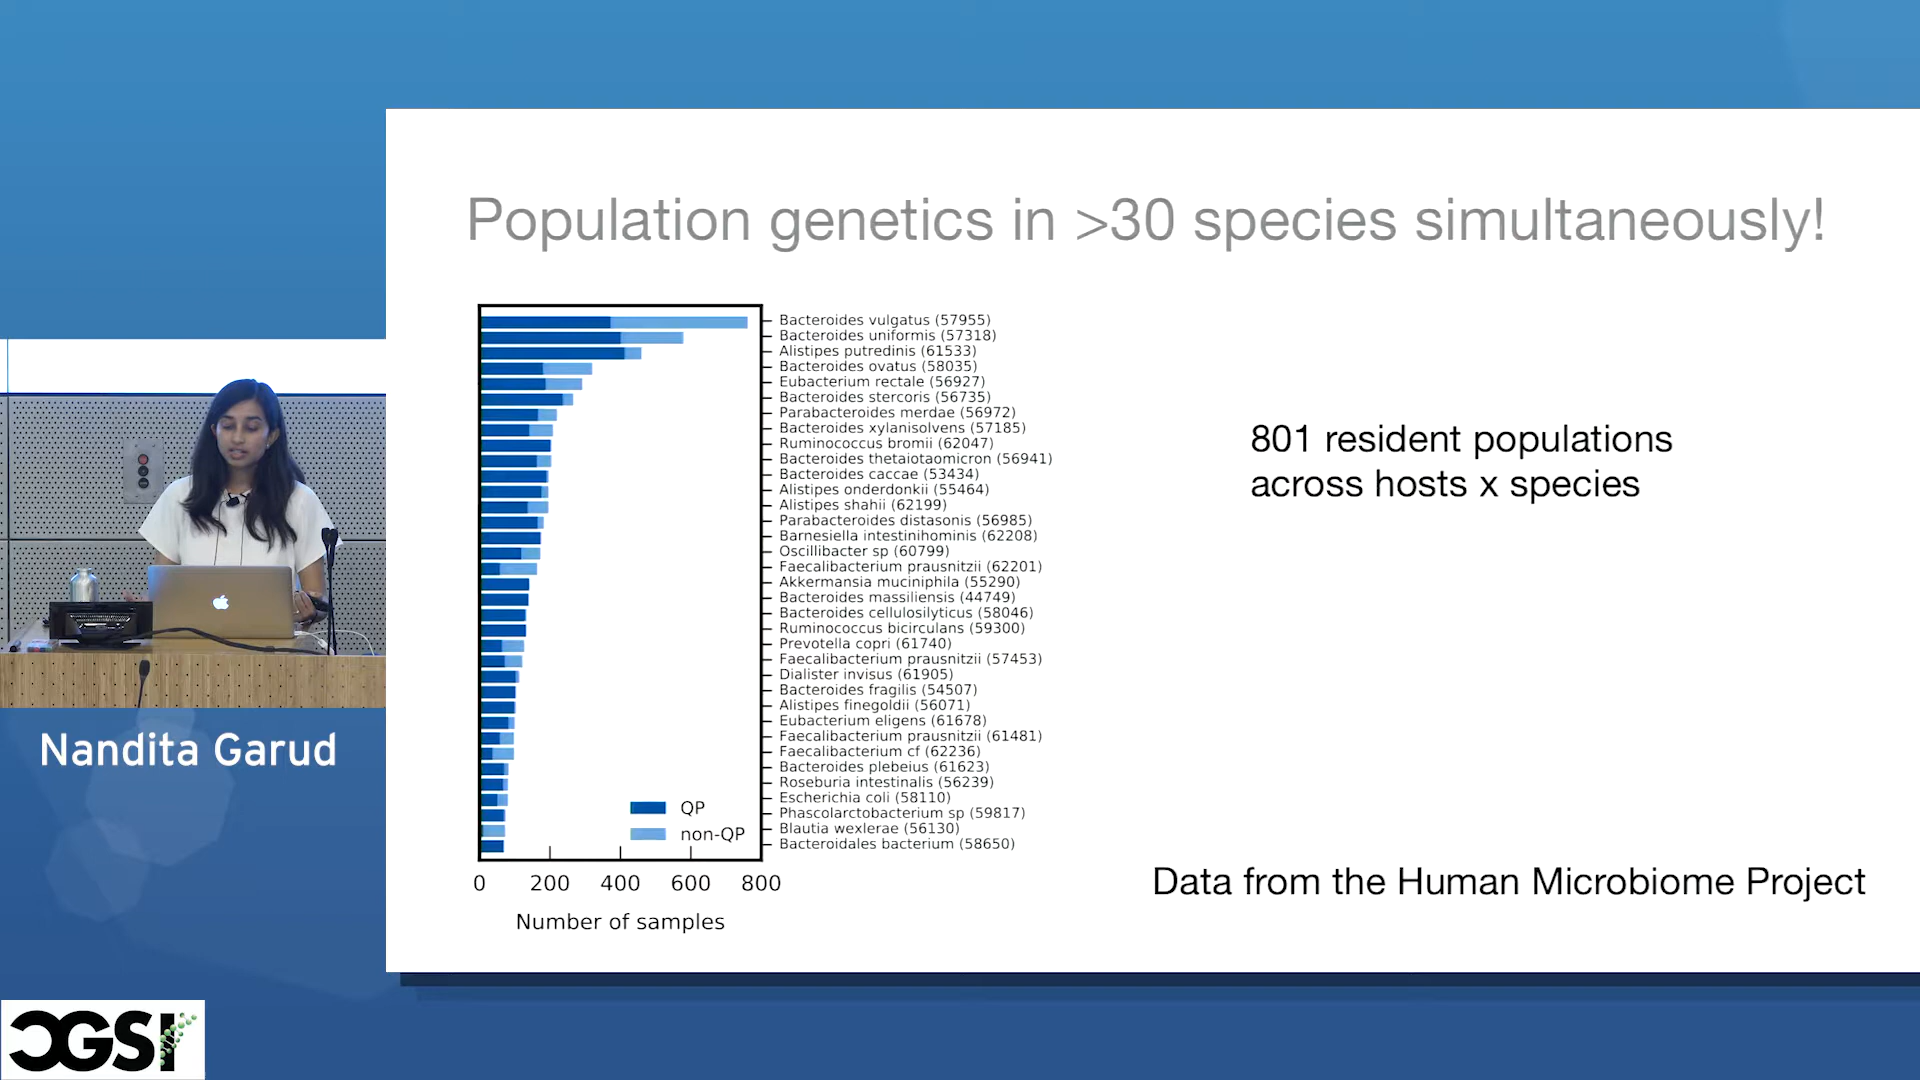 Population genetics in >30 species simultaneously!
Bacteroides vulgatus (57955)
Bacteroides uniformis (57318)
Alistipes putredinis (61533)
Bacteroides ovatus (58035)
Eubacterium rectale (56927)
Bacteroides stercoris (56735)
Parabacteroides merdae (56972)
Bacteroides xylanisolvens (57185)
Ruminococcus bromii (62047)
Bacteroides thetaiotaomicron (56941)
Bacteroides caccae (53434)
Alistipes onderdonkii (55464)
Alistipes shahii (62199)
Parabacteroides distasonis (56985)
Barnesiella intestinihominis (62208)
Oscillibacter sp (60799)
Faecalibacterium prausnitzii (62201)
Akkermansia muciniphila (55290)
Bacteroides massiliensis (44749)
Bacteroides cellulosilyticus (58046)
Ruminococcus bicirculans (59300)
Prevotella copri (61740)
Faecalibacterium prausnitzii (57453)
Dialister invisus (61905)
Bacteroides fragilis (54507)
Alistipes finegoldii (56071)
Eubacterium eligens (61678)
Faecalibacterium prausnitzii (61481)
Faecalibacterium cf (62236)
Bacteroides plebeius (61623)
Roseburia intestinalis (56239)
Escherichia coli (58110)
Phascolarctobacterium sp (59817)
Blautia wexlerae (56130)
Bacteroidales bacterium (58650)
QP
non-QP
0 200 400 600 800
Number of samples
801 resident populations
across hosts x species
Data from the Human Microbiome Project
Nandita Garud
CGSI